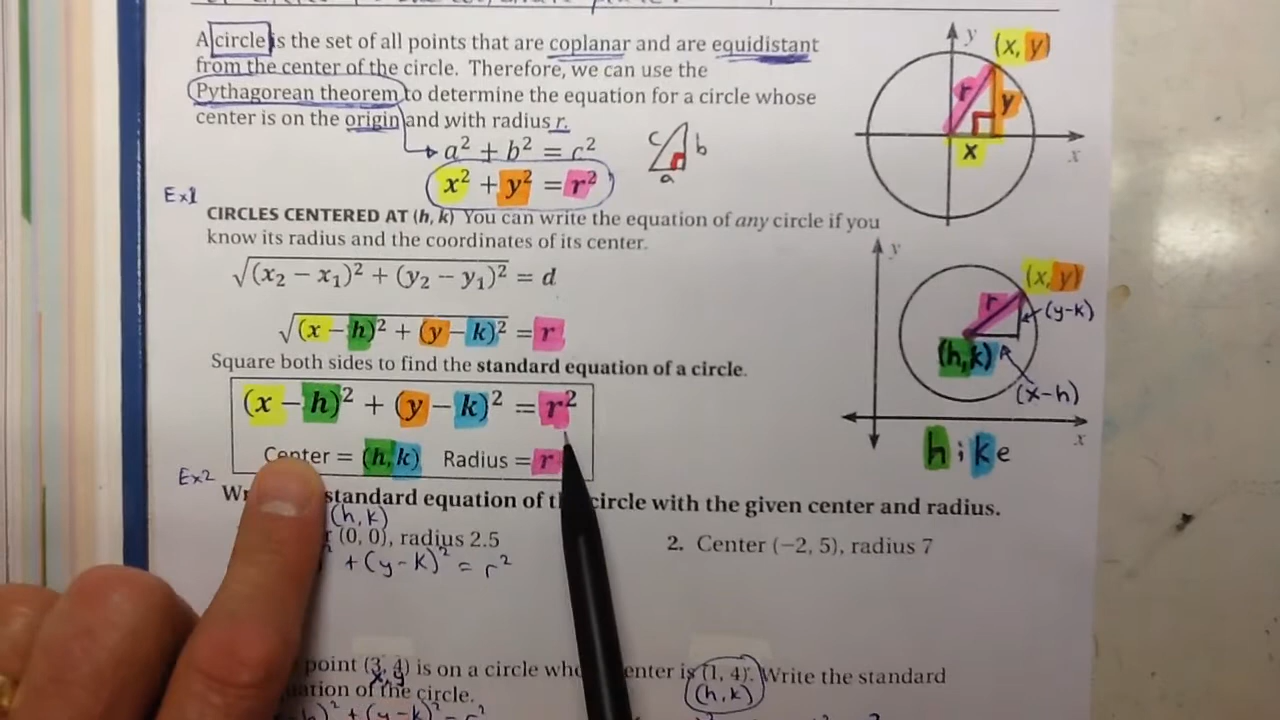 A circle is the set of all points that are coplanar and are equidistant
from the center of the circle. Therefore, we can use the
Pythagorean theorem to determine the equation for a circle whose
center is on the origin and with radius r.
a² + b² = c²
x² + y² = r²
c b
a
y
(x, y)
r y
x
x
Ex1
CIRCLES CENTERED AT (h, k) You can write the equation of any circle if you
know its radius and the coordinates of its center.
√(x₂ − x₁)² + (y₂ − y₁)² = d
√(x − h)² + (y − k)² = r
Square both sides to find the standard equation of a circle.
(x − h)² + (y − k)² = r²
Center = (h, k) Radius = r
y
(x, y)
r
(y-k)
(h, k)
(x-h)
x
hike
Ex2
standard equation of the circle with the given center and radius.
(h, k)
(0, 0), radius 2.5
+ (y-k)² = r²
2. Center (−2, 5), radius 7
point (3, 4) is on a circle center is (1, 4). Write the standard
x, y
of the circle.
(h, k)
+ (y-k)² = r²